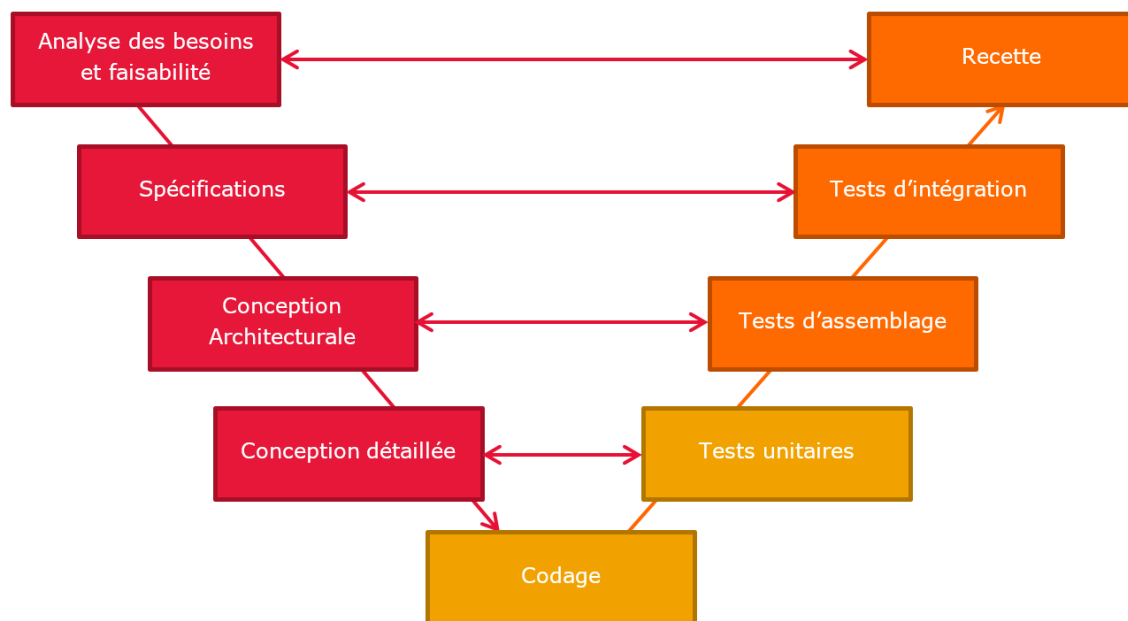 Analyse des besoins
et faisabilité
Recette
Spécifications
Tests d’intégration
Conception
Architecturale
Tests d’assemblage
Conception détaillée
Tests unitaires
Codage